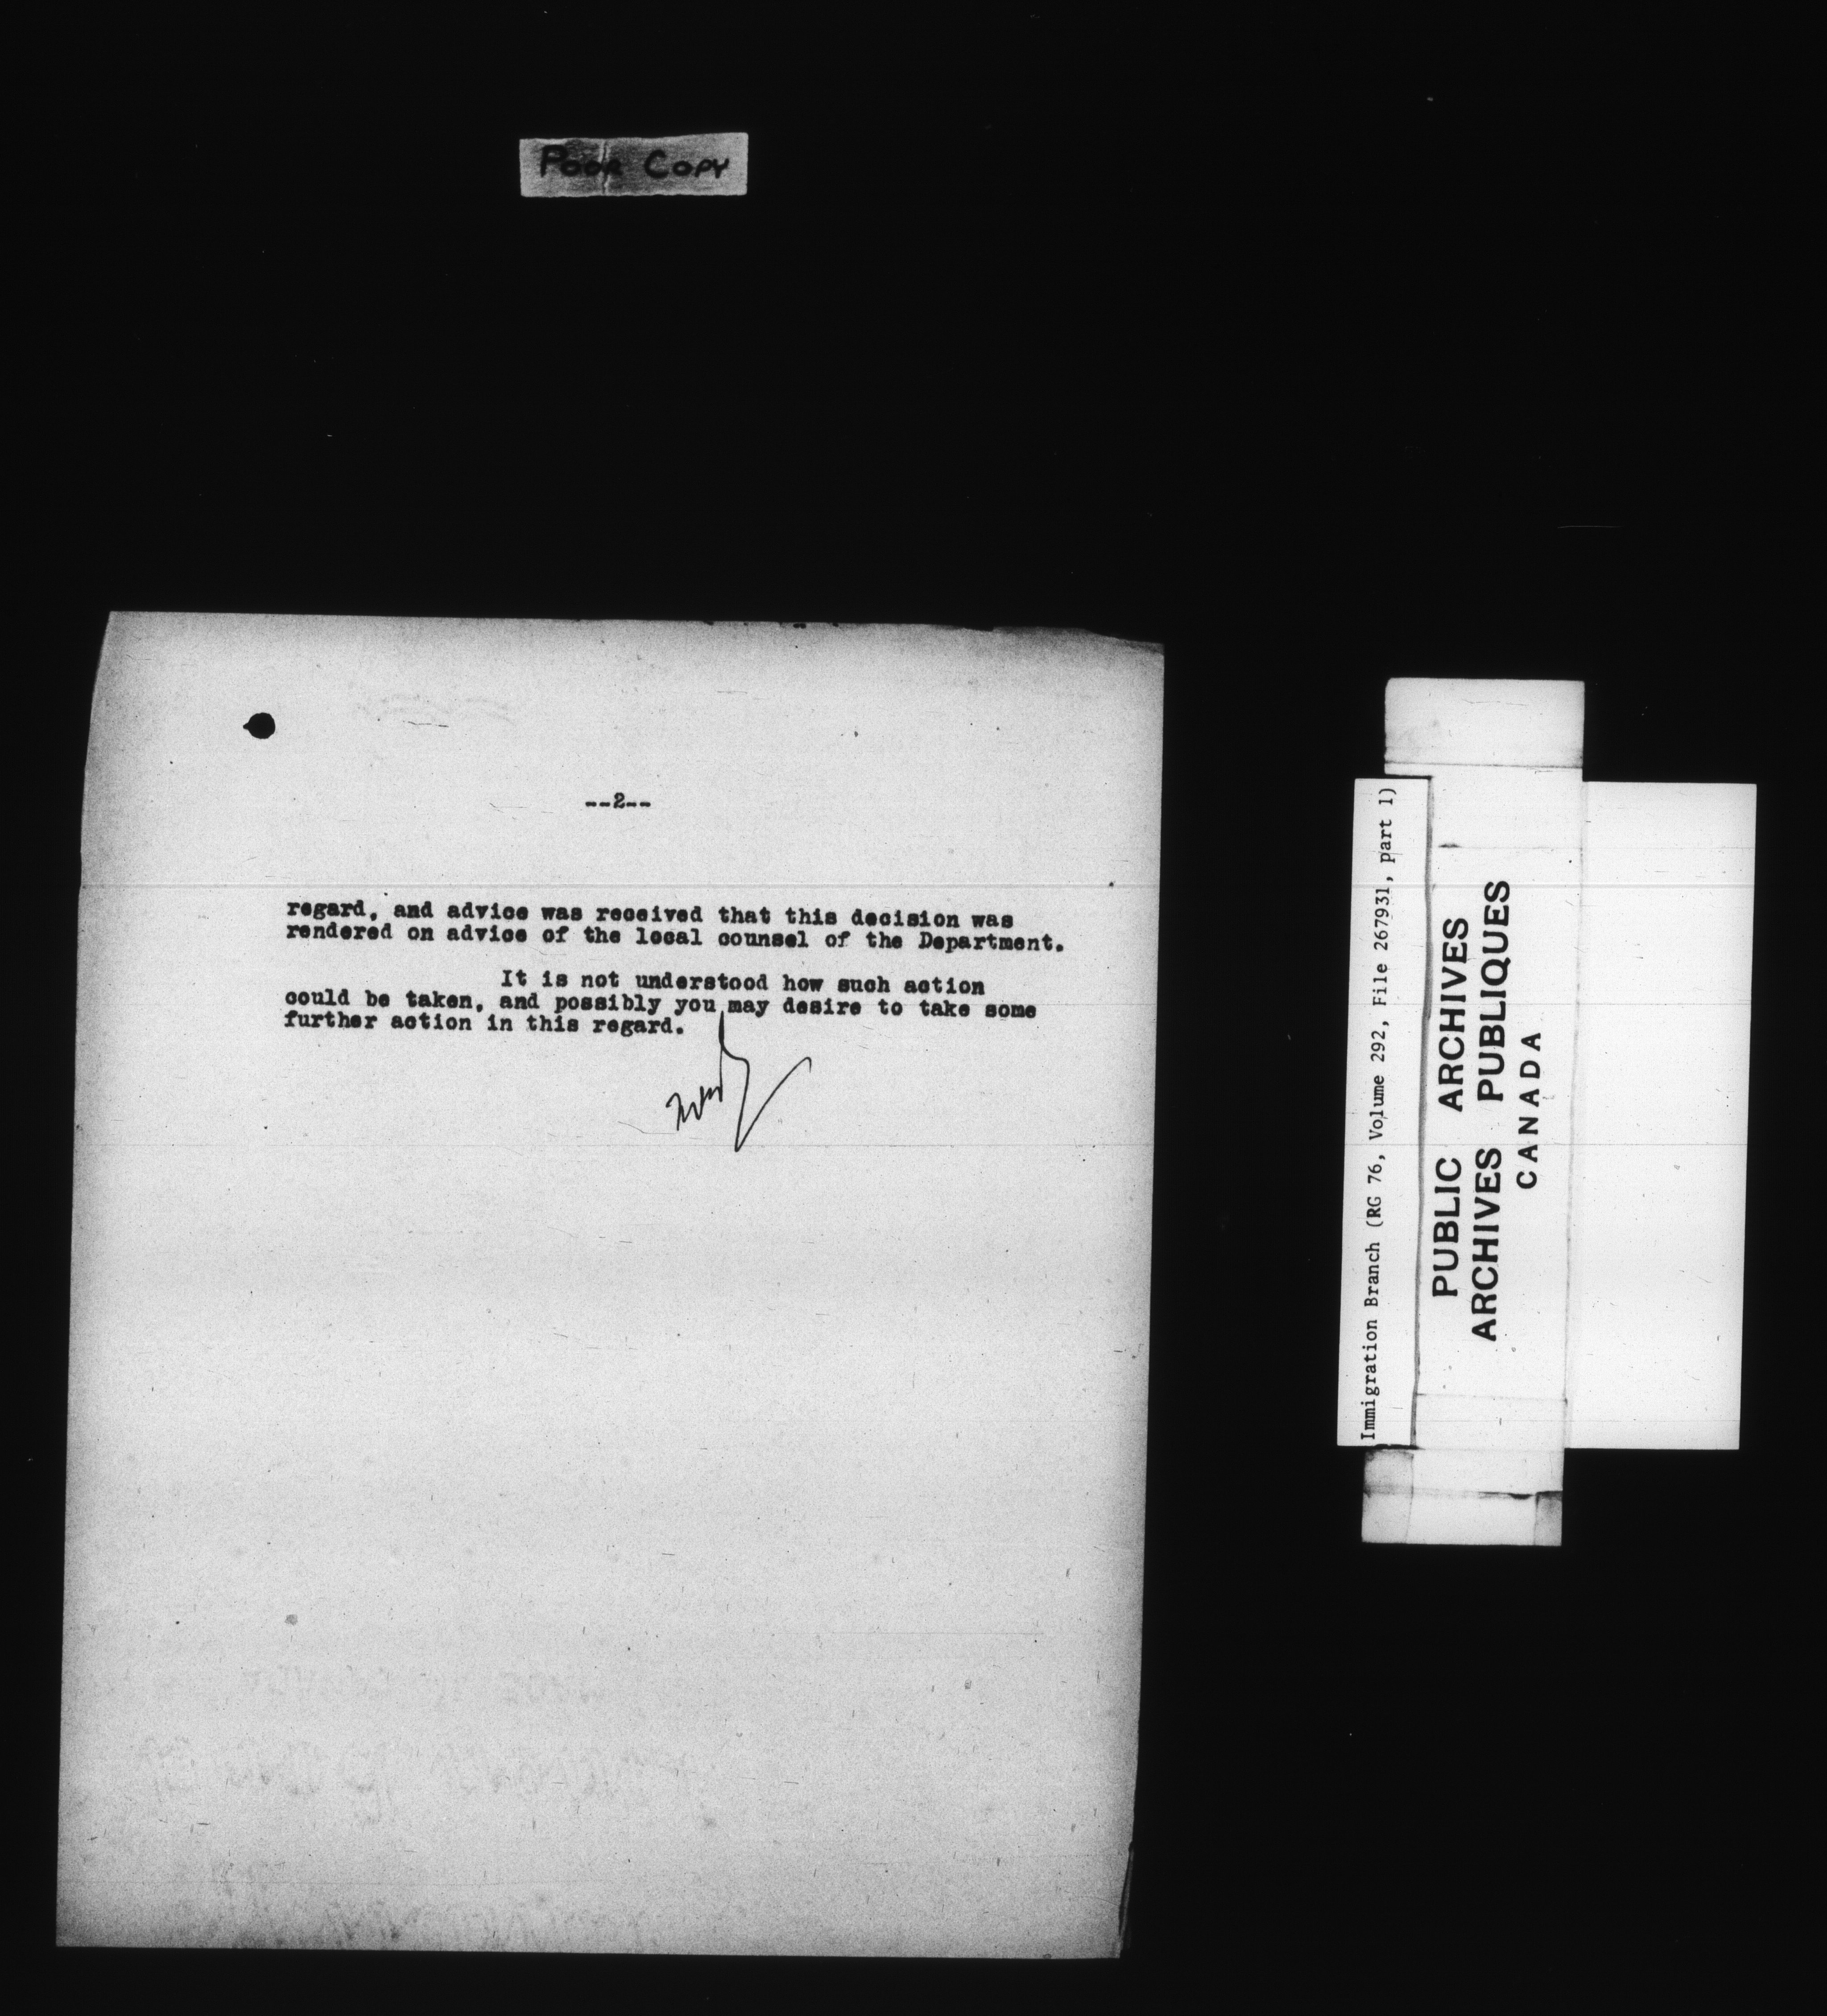 Poor Copy
--2--
regard, and advice was received that this decision was
rendered on advice of the local counsel of the Department.
It is not understood how such action
could be taken, and possibly you may desire to take some
further action in this regard.
Immigration Branch (RG 76, Volume 292, File 267931, part 1)
PUBLIC ARCHIVES
ARCHIVES PUBLIQUES
CANADA